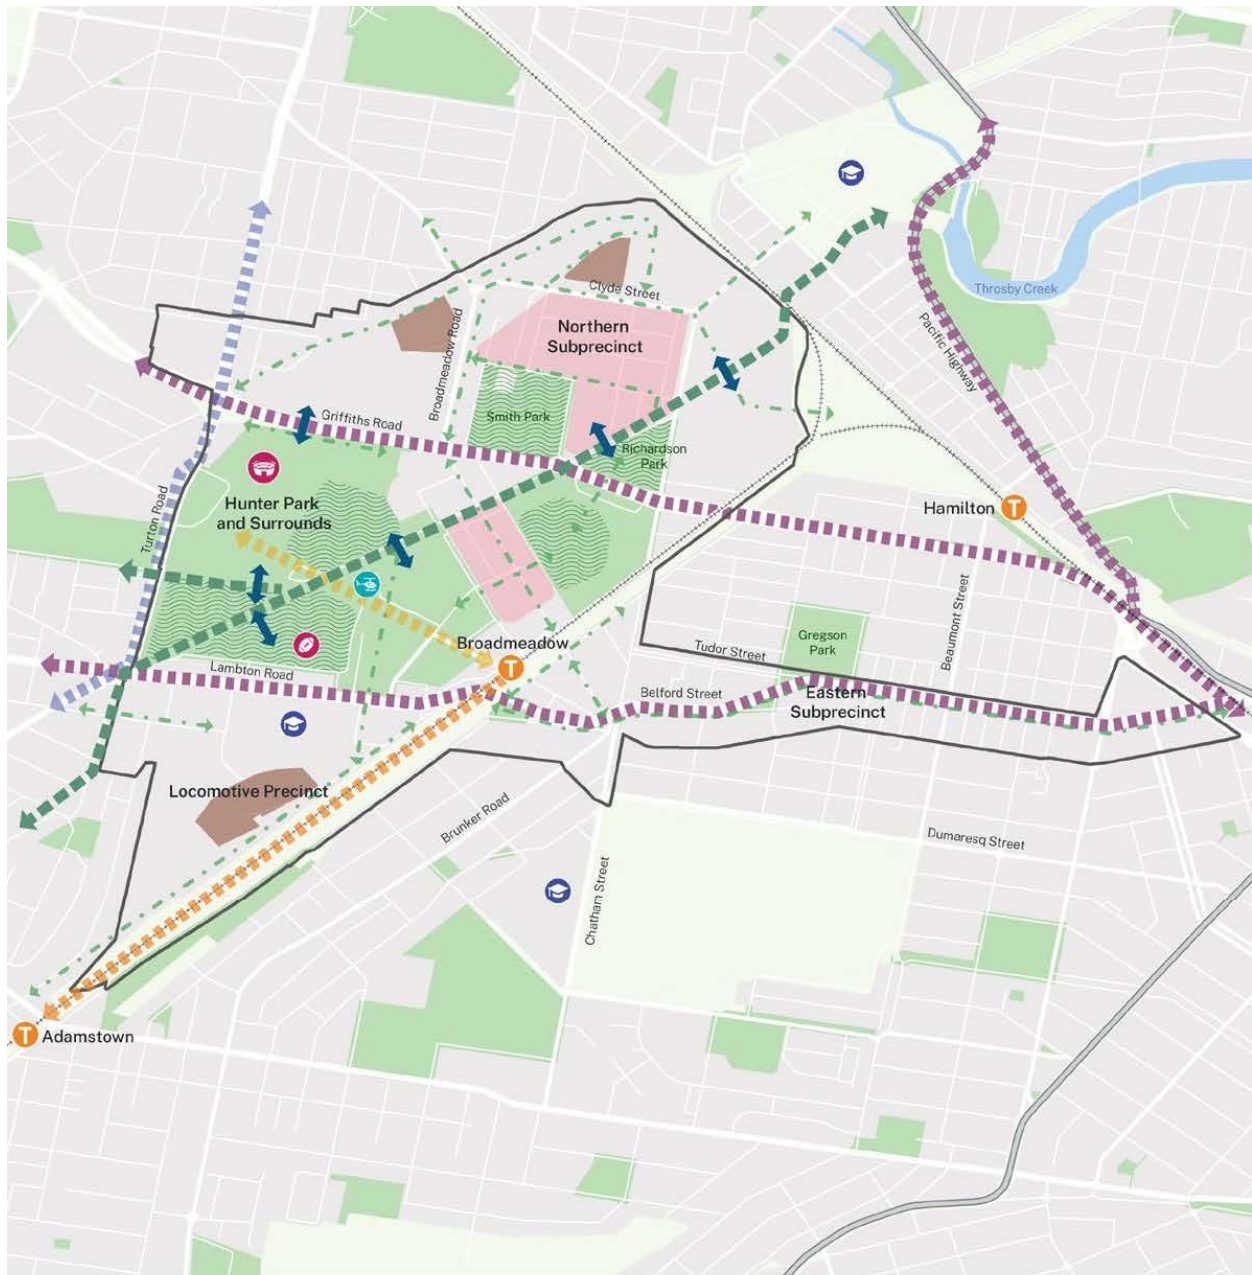 Throsby Creek
Clyde Street
Northern
Subprecinct
Pacific Highway
Broadmeadow Road
Smith Park
Griffiths Road
Richardson
Park
Hunter Park
and Surrounds
Turton Road
Hamilton
T
Beaumont Street
Broadmeadow
T
Gregson
Park
Tudor Street
Lambton Road
Belford Street
Eastern
Subprecinct
Locomotive Precinct
Brunker Road
Dumaresq Street
Chatham Street
T
Adamstown